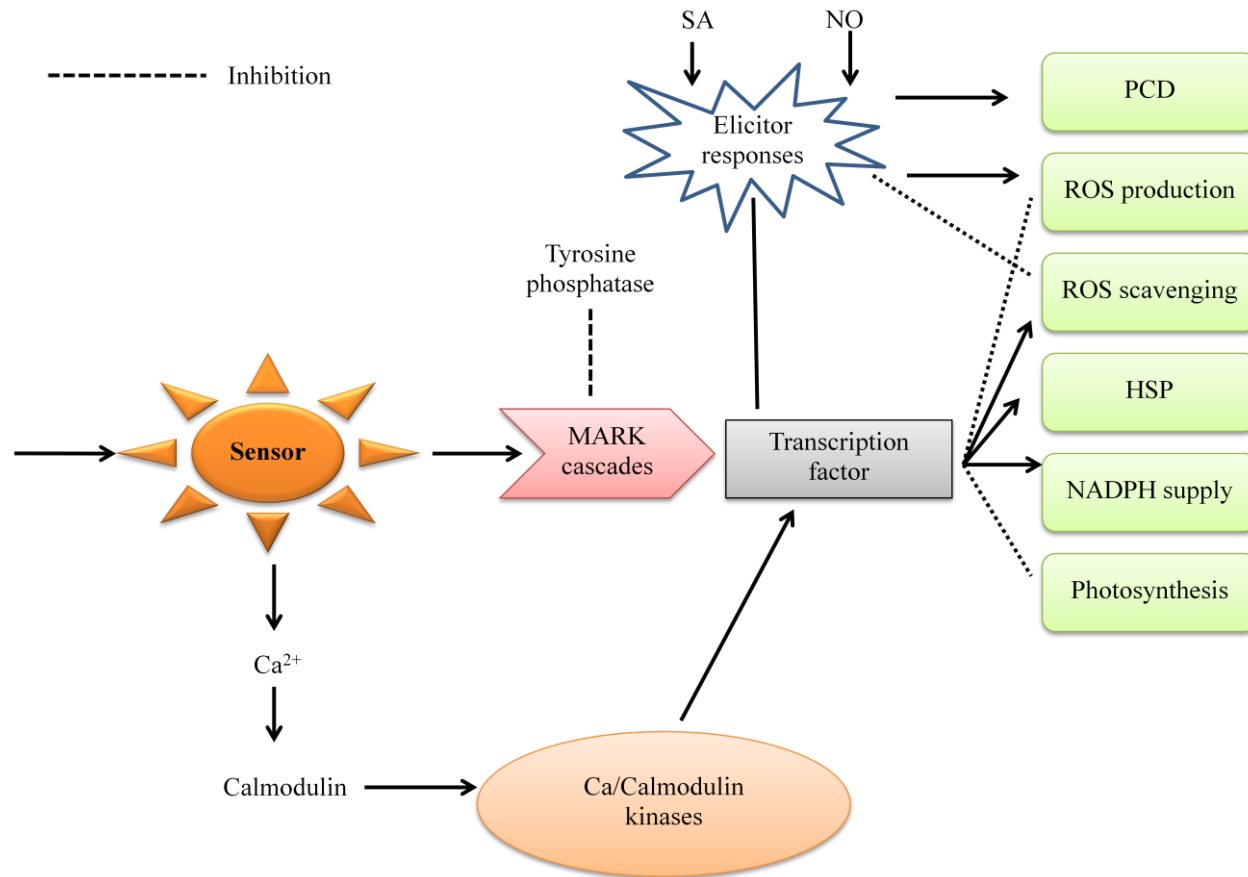 SA
NO
Inhibition
PCD
Elicitor
responses
ROS production
Tyrosine
phosphatase
ROS scavenging
HSP
Sensor
MARK
cascades
Transcription
factor
NADPH supply
Photosynthesis
Ca²⁺
Calmodulin
Ca/Calmodulin
kinases